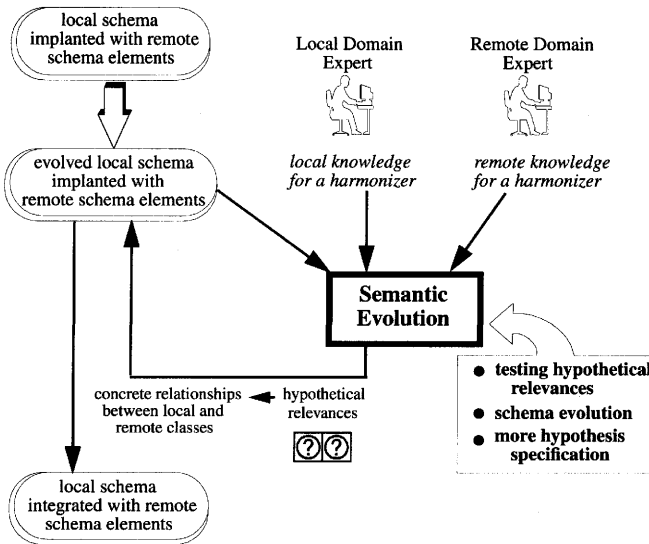 local schema
implanted with remote
schema elements
Local Domain
Expert
Remote Domain
Expert
evolved local schema
implanted with
remote schema elements
local knowledge
for a harmonizer
remote knowledge
for a harmonizer
Semantic
Evolution
● testing hypothetical
relevances
● schema evolution
● more hypothesis
specification
concrete relationships
between local and
remote classes
hypothetical
relevances
? ?
local schema
integrated with remote
schema elements